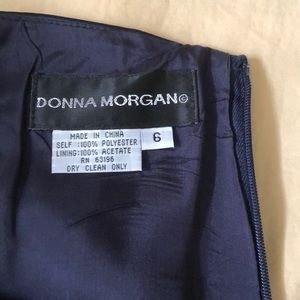 DONNA MORGAN©
MADE IN CHINA
SELF :100% POLYESTER
LINING:100% ACETATE
RN 63196
DRY CLEAN ONLY
6